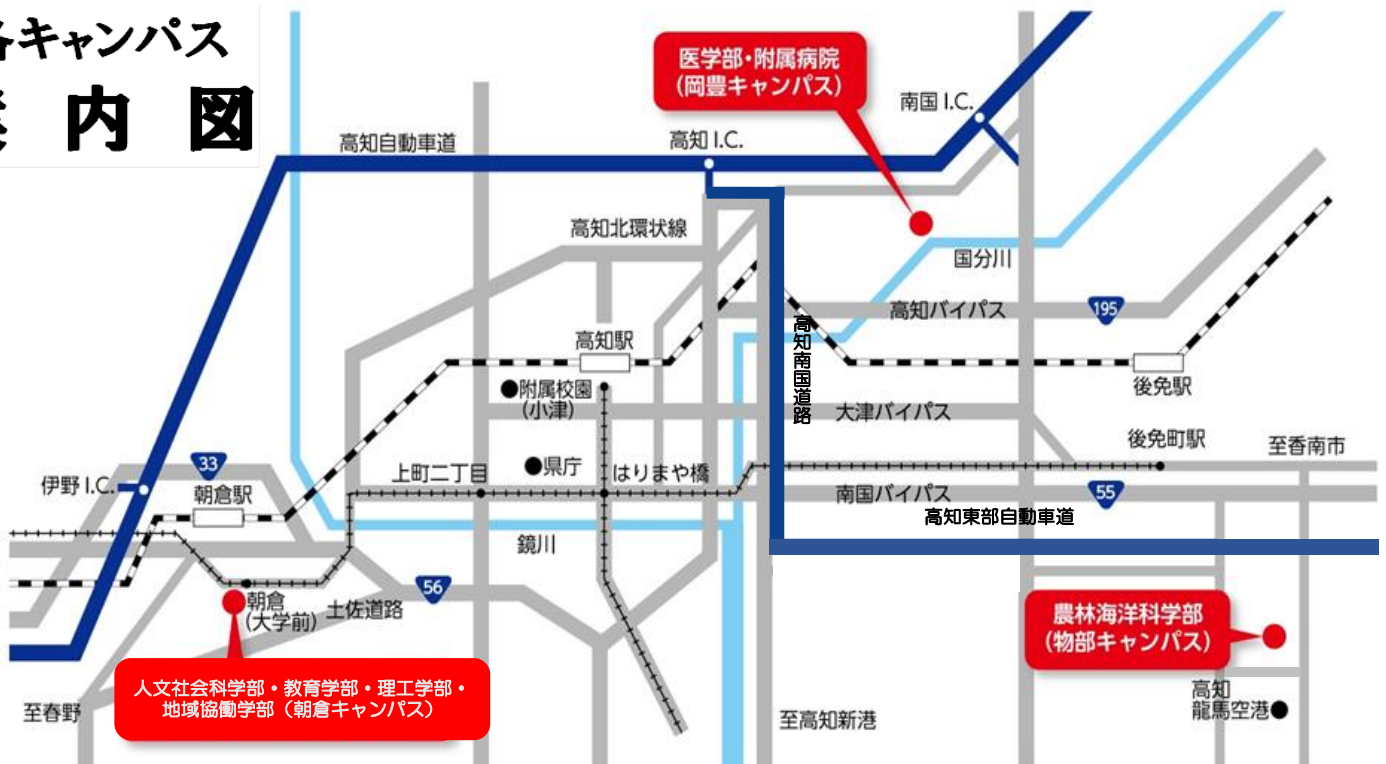 キャンパス
内 図
医学部・附属病院
(岡豊キャンパス)
南国 I.C.
高知自動車道
高知 I.C.
高知北環状線
国分川
高知バイパス
195
高知駅
高知南国道路
後免駅
●附属校園
(小津)
大津バイパス
後免町駅
至香南市
33
上町二丁目
●県庁
はりまや橋
伊野 I.C.
朝倉駅
南国バイパス
55
高知東部自動車道
鏡川
56
朝倉
(大学前)
土佐道路
農林海洋科学部
(物部キャンパス)
人文社会科学部・教育学部・理工学部・
地域協働学部(朝倉キャンパス)
至春野
至高知新港
高知
龍馬空港●